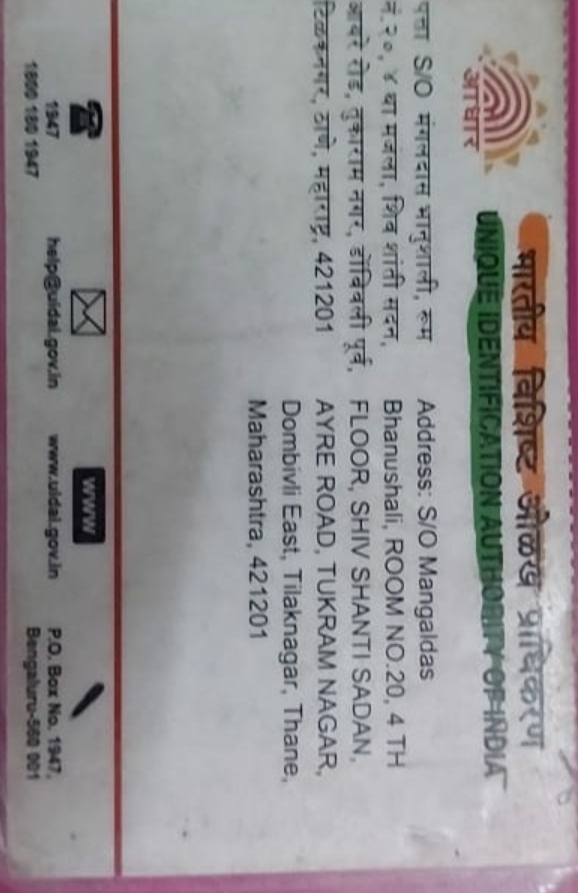 आधार
भारतीय विशिष्ट ओळख प्राधिकरण
UNIQUE IDENTIFICATION AUTHORITY OF INDIA
पत्ता S/O मंगलदास भानुशाली, रूम
नं.२०, ४ था मजला, शिव शांती सदन,
आयरे रोड, तुकाराम नगर, डोंबिवली पूर्व,
टिळकनगर, ठाणे, महाराष्ट्र, 421201
Address: S/O Mangaldas
Bhanushali, ROOM NO.20, 4 TH
FLOOR, SHIV SHANTI SADAN,
AYRE ROAD, TUKRAM NAGAR,
Dombivli East, Tilaknagar, Thane,
Maharashtra, 421201
1947
1800 180 1947
help@uidai.gov.in
www
www.uidai.gov.in
P.O. Box No. 1947,
Bengaluru-560 001